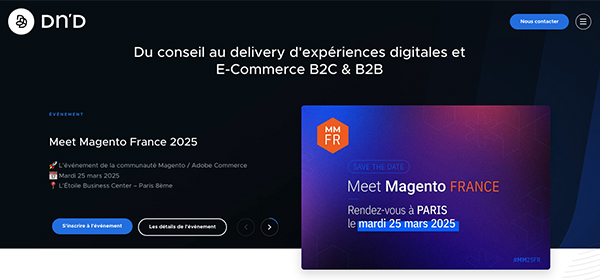 DN'D
Nous contacter
Du conseil au delivery d'expériences digitales et
E-Commerce B2C & B2B
ÉVÉNEMENT
Meet Magento France 2025
🚀 L'événement de la communauté Magento / Adobe Commerce
📅 Mardi 25 mars 2025
📍 L'Étoile Business Center – Paris 8ème
S'inscrire à l'événement
Les détails de l'événement
MM
FR
SAVE THE DATE
Meet Magento FRANCE
Rendez-vous à PARIS
le mardi 25 mars 2025
#MM25FR